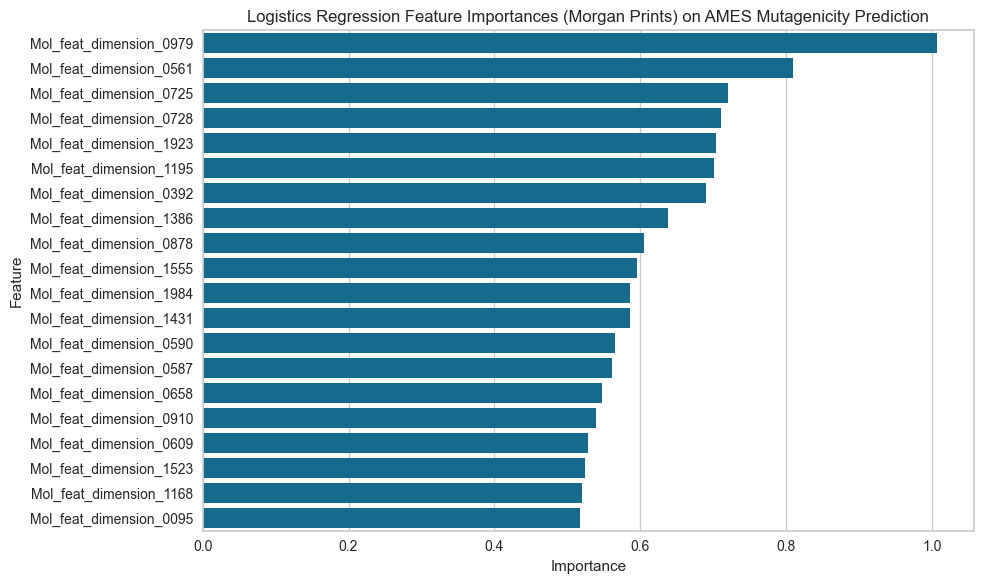 Logistics Regression Feature Importances (Morgan Prints) on AMES Mutagenicity Prediction
Feature
Mol_feat_dimension_0979
Mol_feat_dimension_0561
Mol_feat_dimension_0725
Mol_feat_dimension_0728
Mol_feat_dimension_1923
Mol_feat_dimension_1195
Mol_feat_dimension_0392
Mol_feat_dimension_1386
Mol_feat_dimension_0878
Mol_feat_dimension_1555
Mol_feat_dimension_1984
Mol_feat_dimension_1431
Mol_feat_dimension_0590
Mol_feat_dimension_0587
Mol_feat_dimension_0658
Mol_feat_dimension_0910
Mol_feat_dimension_0609
Mol_feat_dimension_1523
Mol_feat_dimension_1168
Mol_feat_dimension_0095
0.0 0.2 0.4 0.6 0.8 1.0
Importance